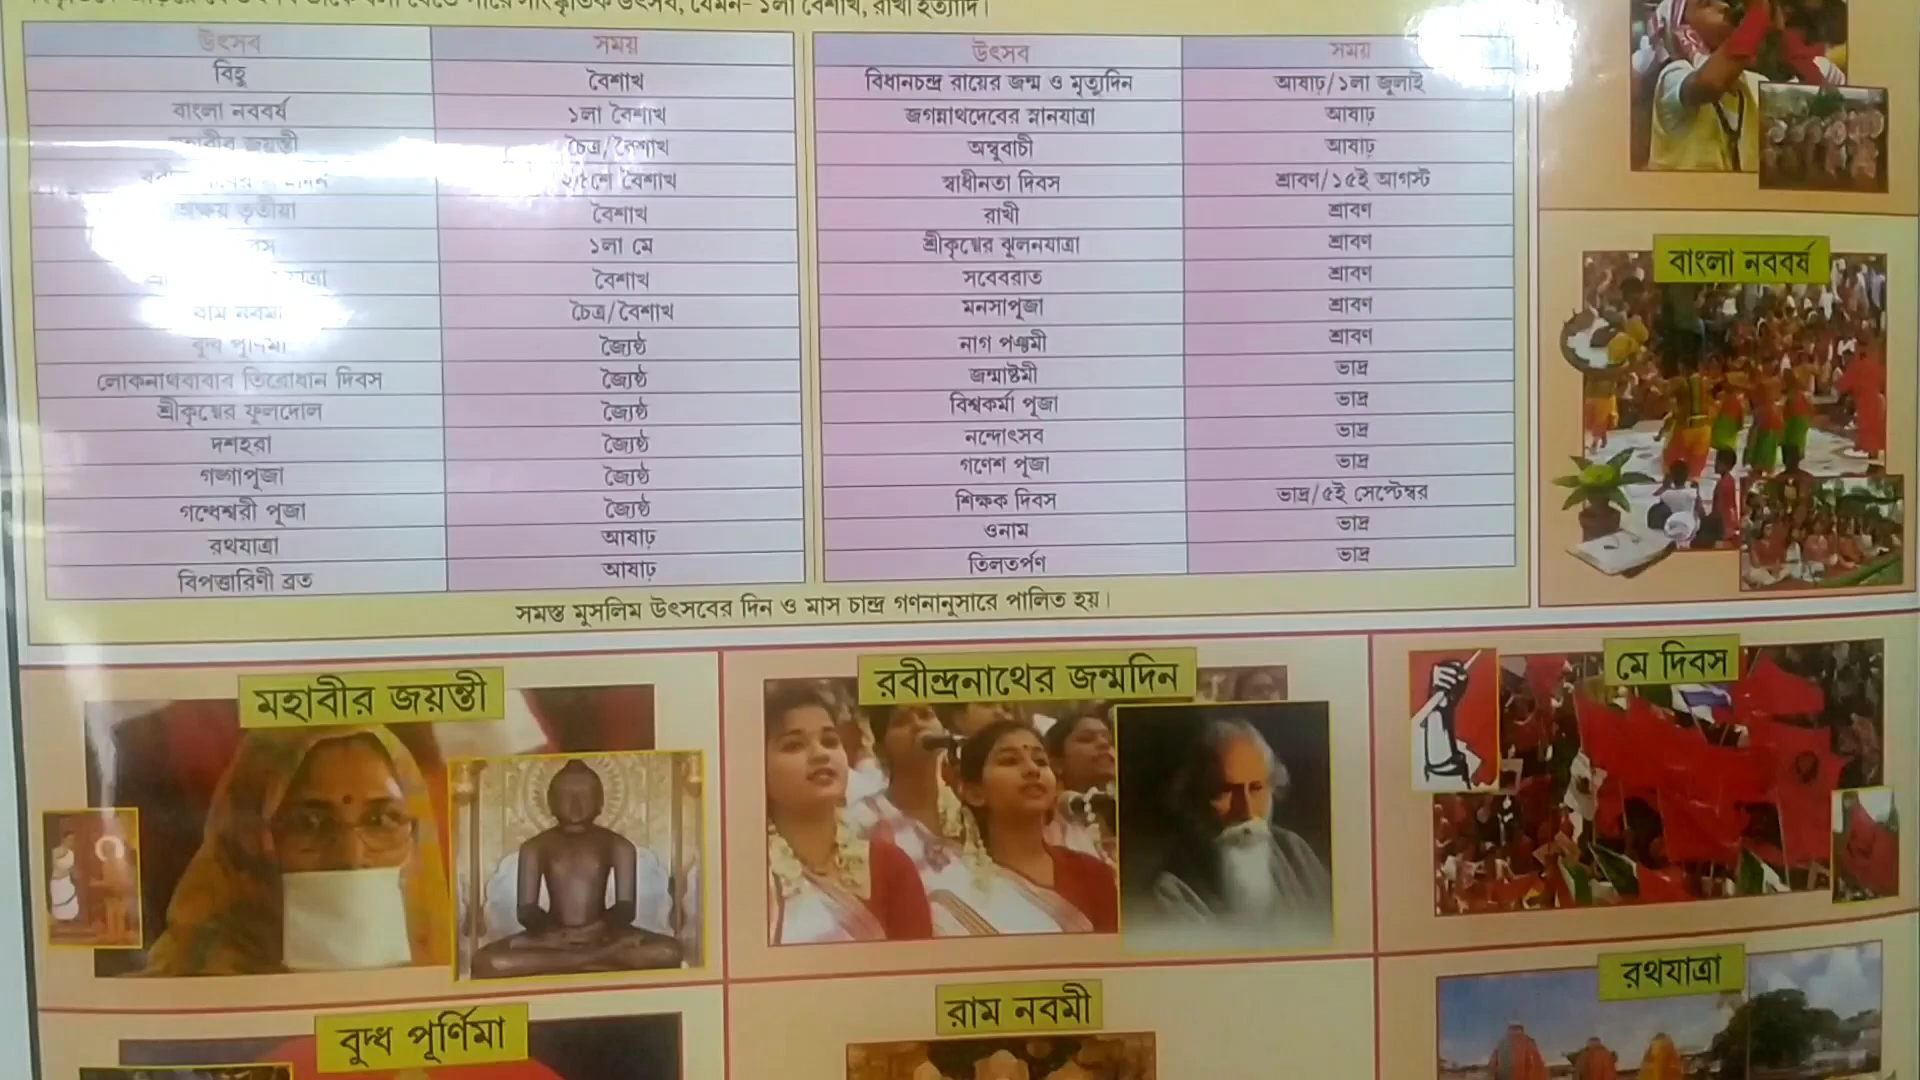 ১লা বৈশাখ, রাখী ইত্যাদি।
উৎসব সময়
বিহু বৈশাখ
বাংলা নববর্ষ ১লা বৈশাখ
জয়ন্তী চৈত্র/বৈশাখ
২৫শে বৈশাখ
অক্ষয় তৃতীয়া বৈশাখ
১লা মে
বৈশাখ
রাম নবমী চৈত্র/বৈশাখ
বুদ্ধ পূর্ণিমা জ্যৈষ্ঠ
লোকনাথবাবার তিরোধান দিবস জ্যৈষ্ঠ
শ্রীকৃষ্ণের ফুলদোল জ্যৈষ্ঠ
দশহরা জ্যৈষ্ঠ
গঙ্গাপূজা জ্যৈষ্ঠ
গন্ধেশ্বরী পূজা জ্যৈষ্ঠ
রথযাত্রা আষাঢ়
বিপত্তারিণী ব্রত আষাঢ়
উৎসব সময়
বিধানচন্দ্র রায়ের জন্ম ও মৃত্যুদিন আষাঢ়/১লা জুলাই
জগন্নাথদেবের স্নানযাত্রা আষাঢ়
অম্বুবাচী আষাঢ়
স্বাধীনতা দিবস শ্রাবণ/১৫ই আগস্ট
রাখী শ্রাবণ
শ্রীকৃষ্ণের ঝুলনযাত্রা শ্রাবণ
সবেবরাত শ্রাবণ
মনসাপূজা শ্রাবণ
নাগ পঞ্চমী শ্রাবণ
জন্মাষ্টমী ভাদ্র
বিশ্বকর্মা পূজা ভাদ্র
নন্দোৎসব ভাদ্র
গণেশ পূজা ভাদ্র
শিক্ষক দিবস ভাদ্র/৫ই সেপ্টেম্বর
ওনাম ভাদ্র
তিলতর্পণ ভাদ্র
সমস্ত মুসলিম উৎসবের দিন ও মাস চান্দ্র গণনানুসারে পালিত হয়।
বাংলা নববর্ষ
মহাবীর জয়ন্তী
রবীন্দ্রনাথের জন্মদিন
মে দিবস
বুদ্ধ পূর্ণিমা
রাম নবমী
রথযাত্রা